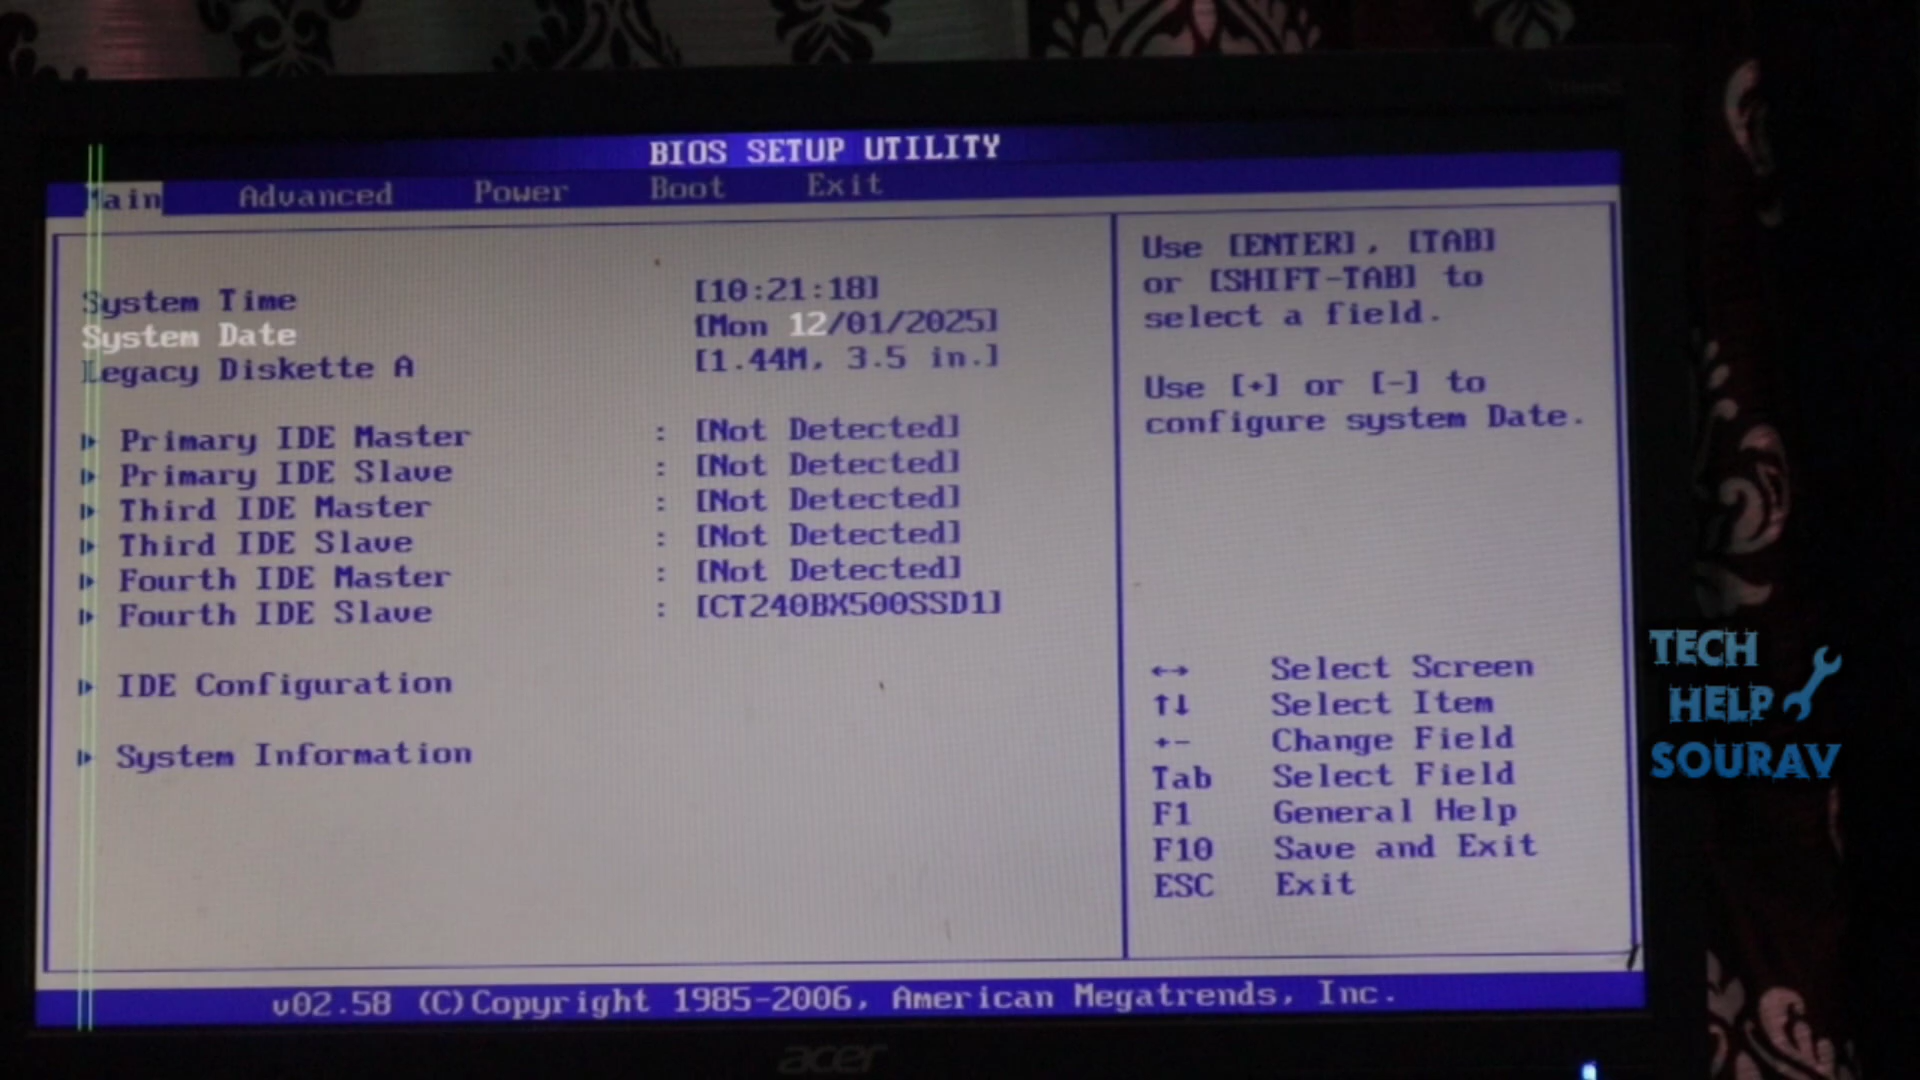 BIOS SETUP UTILITY
Main Advanced Power Boot Exit
System Time [10:21:18]
System Date [Mon 12/01/2025]
Legacy Diskette A [1.44M, 3.5 in.]
Primary IDE Master : [Not Detected]
Primary IDE Slave : [Not Detected]
Third IDE Master : [Not Detected]
Third IDE Slave : [Not Detected]
Fourth IDE Master : [Not Detected]
Fourth IDE Slave : [CT240BX500SSD1]
IDE Configuration
System Information
Use [ENTER], [TAB]
or [SHIFT-TAB] to
select a field.
Use [+] or [-] to
configure system Date.
↔ Select Screen
↑↓ Select Item
+- Change Field
Tab Select Field
F1 General Help
F10 Save and Exit
ESC Exit
v02.58 (C)Copyright 1985-2006, American Megatrends, Inc.
acer
TECH
HELP
SOURAV